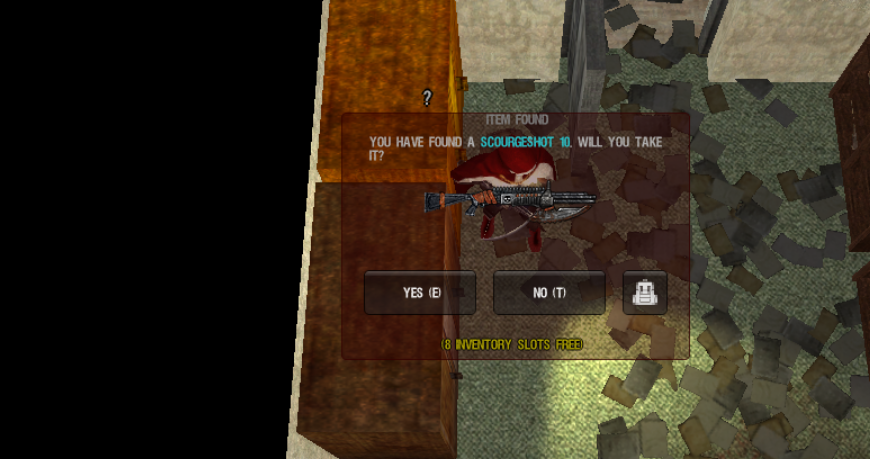 ?
ITEM FOUND
YOU HAVE FOUND A SCOURGESHOT 10. WILL YOU TAKE
IT?
YES (E)
NO (T)
(8 INVENTORY SLOTS FREE)